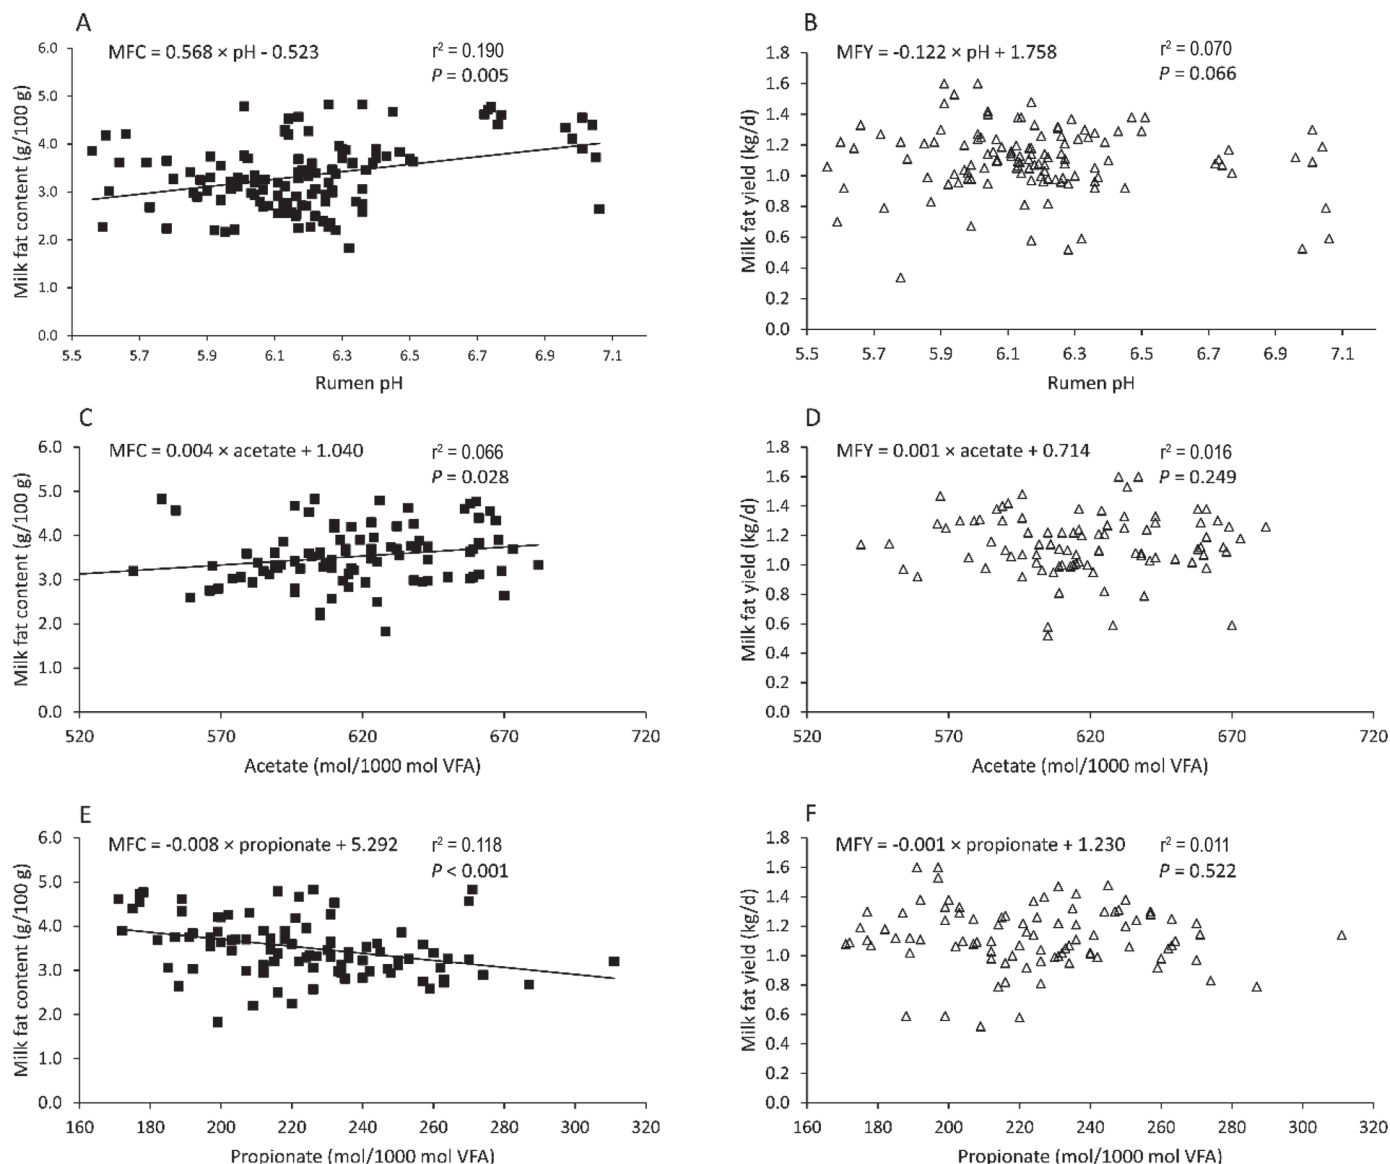 A
MFC = 0.568 × pH - 0.523
r² = 0.190
P = 0.005
Milk fat content (g/100 g)
6.0
5.0
4.0
3.0
2.0
1.0
0.0
5.5 5.7 5.9 6.1 6.3 6.5 6.7 6.9 7.1
Rumen pH
B
MFY = -0.122 × pH + 1.758
r² = 0.070
P = 0.066
Milk fat yield (kg/d)
1.8
1.6
1.4
1.2
1.0
0.8
0.6
0.4
0.2
0.0
5.5 5.7 5.9 6.1 6.3 6.5 6.7 6.9 7.1
Rumen pH
C
MFC = 0.004 × acetate + 1.040
r² = 0.066
P = 0.028
Milk fat content (g/100 g)
6.0
5.0
4.0
3.0
2.0
1.0
0.0
520 570 620 670 720
Acetate (mol/1000 mol VFA)
D
MFY = 0.001 × acetate + 0.714
r² = 0.016
P = 0.249
Milk fat yield (kg/d)
1.8
1.6
1.4
1.2
1.0
0.8
0.6
0.4
0.2
0.0
520 570 620 670 720
Acetate (mol/1000 mol VFA)
E
MFC = -0.008 × propionate + 5.292
r² = 0.118
P < 0.001
Milk fat content (g/100 g)
6.0
5.0
4.0
3.0
2.0
1.0
0.0
160 180 200 220 240 260 280 300 320
Propionate (mol/1000 mol VFA)
F
MFY = -0.001 × propionate + 1.230
r² = 0.011
P = 0.522
Milk fat yield (kg/d)
1.8
1.6
1.4
1.2
1.0
0.8
0.6
0.4
0.2
0.0
160 180 200 220 240 260 280 300 320
Propionate (mol/1000 mol VFA)